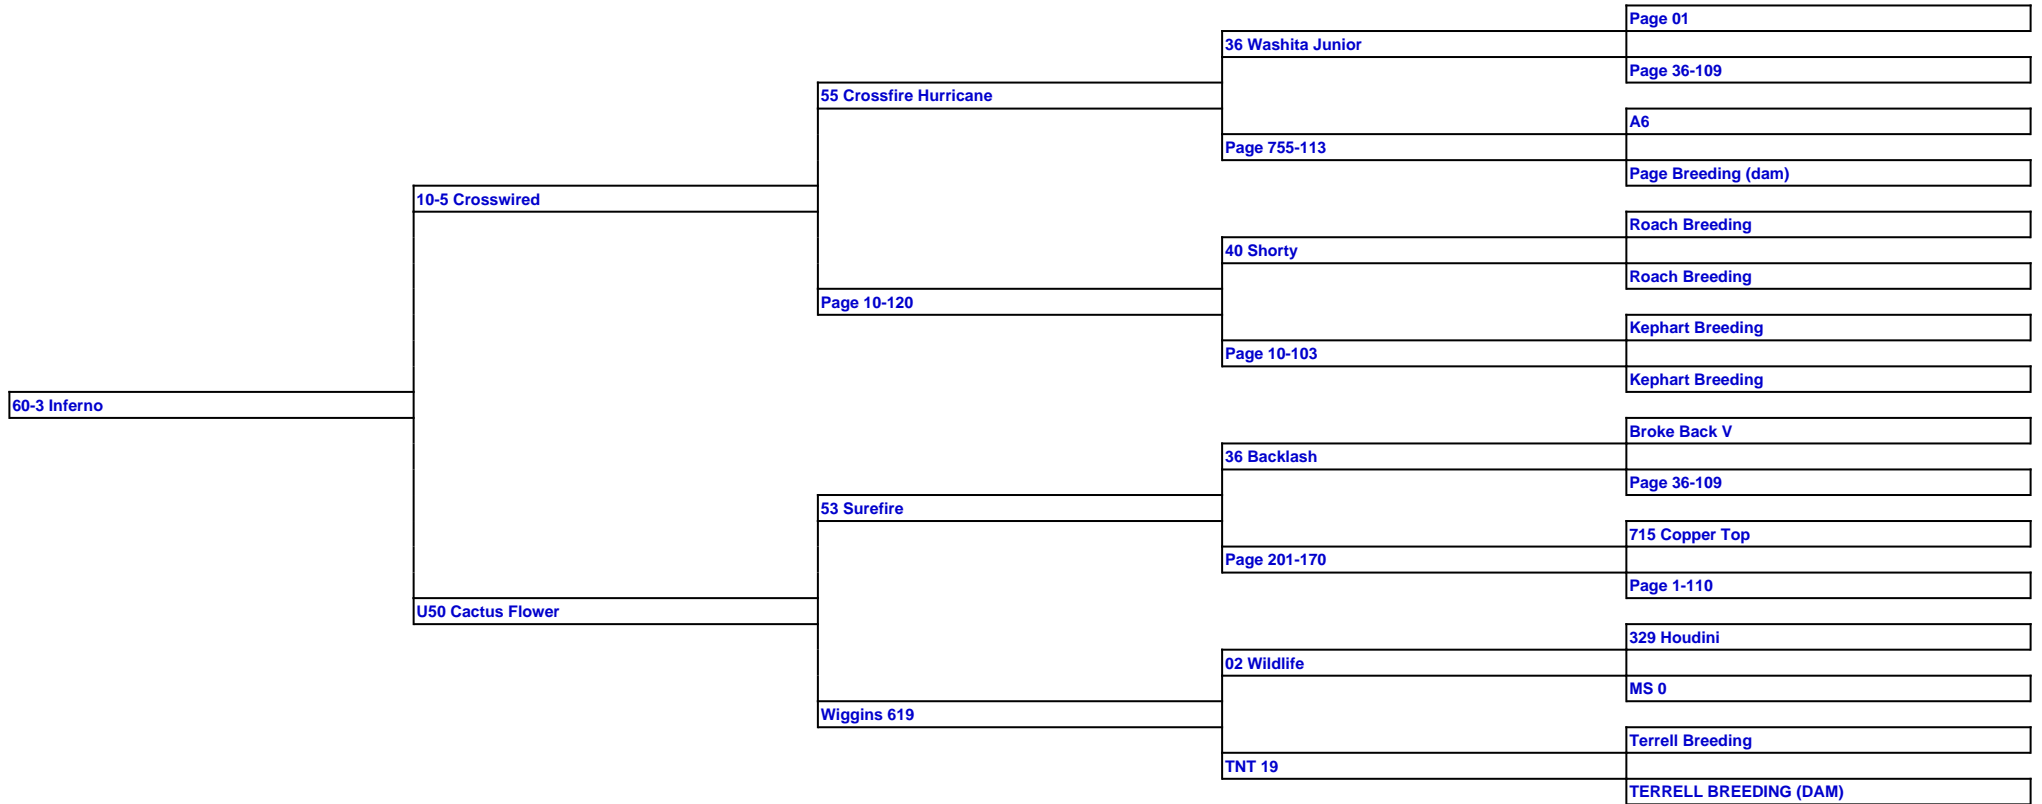 Page 01
36 Washita Junior
Page 36-109
55 Crossfire Hurricane
A6
Page 755-113
Page Breeding (dam)
10-5 Crosswired
Roach Breeding
40 Shorty
Roach Breeding
Page 10-120
Kephart Breeding
Page 10-103
Kephart Breeding
60-3 Inferno
Broke Back V
36 Backlash
Page 36-109
53 Surefire
715 Copper Top
Page 201-170
Page 1-110
U50 Cactus Flower
329 Houdini
02 Wildlife
MS 0
Wiggins 619
Terrell Breeding
TNT 19
TERRELL BREEDING (DAM)